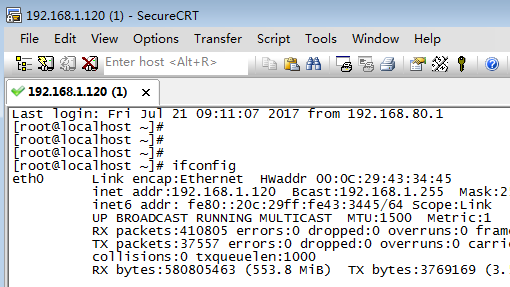 192.168.1.120 (1) - SecureCRT
File Edit View Options Transfer Script Tools Window Help
Enter host <Alt+R>
192.168.1.120 (1)
Last login: Fri Jul 21 09:11:07 2017 from 192.168.80.1
[root@localhost ~]#
[root@localhost ~]#
[root@localhost ~]#
[root@localhost ~]# ifconfig
eth0 Link encap:Ethernet HWaddr 00:0C:29:43:34:45
inet addr:192.168.1.120 Bcast:192.168.1.255 Mask:2
inet6 addr: fe80::20c:29ff:fe43:3445/64 Scope:Link
UP BROADCAST RUNNING MULTICAST MTU:1500 Metric:1
RX packets:410805 errors:0 dropped:0 overruns:0 frame
TX packets:37557 errors:0 dropped:0 overruns:0 carri
collisions:0 txqueuelen:1000
RX bytes:580805463 (553.8 MiB) TX bytes:3769169 (3.